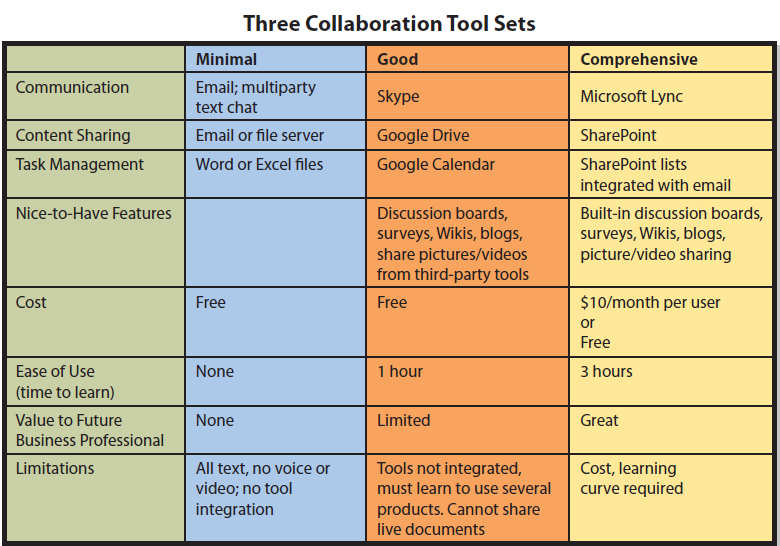 Three Collaboration Tool Sets
Minimal Good Comprehensive
Communication Email; multiparty text chat Skype Microsoft Lync
Content Sharing Email or file server Google Drive SharePoint
Task Management Word or Excel files Google Calendar SharePoint lists integrated with email
Nice-to-Have Features Discussion boards, surveys, Wikis, blogs, share pictures/videos from third-party tools Built-in discussion boards, surveys, Wikis, blogs, picture/video sharing
Cost Free Free $10/month per user or Free
Ease of Use (time to learn) None 1 hour 3 hours
Value to Future Business Professional None Limited Great
Limitations All text, no voice or video; no tool integration Tools not integrated, must learn to use several products. Cannot share live documents Cost, learning curve required